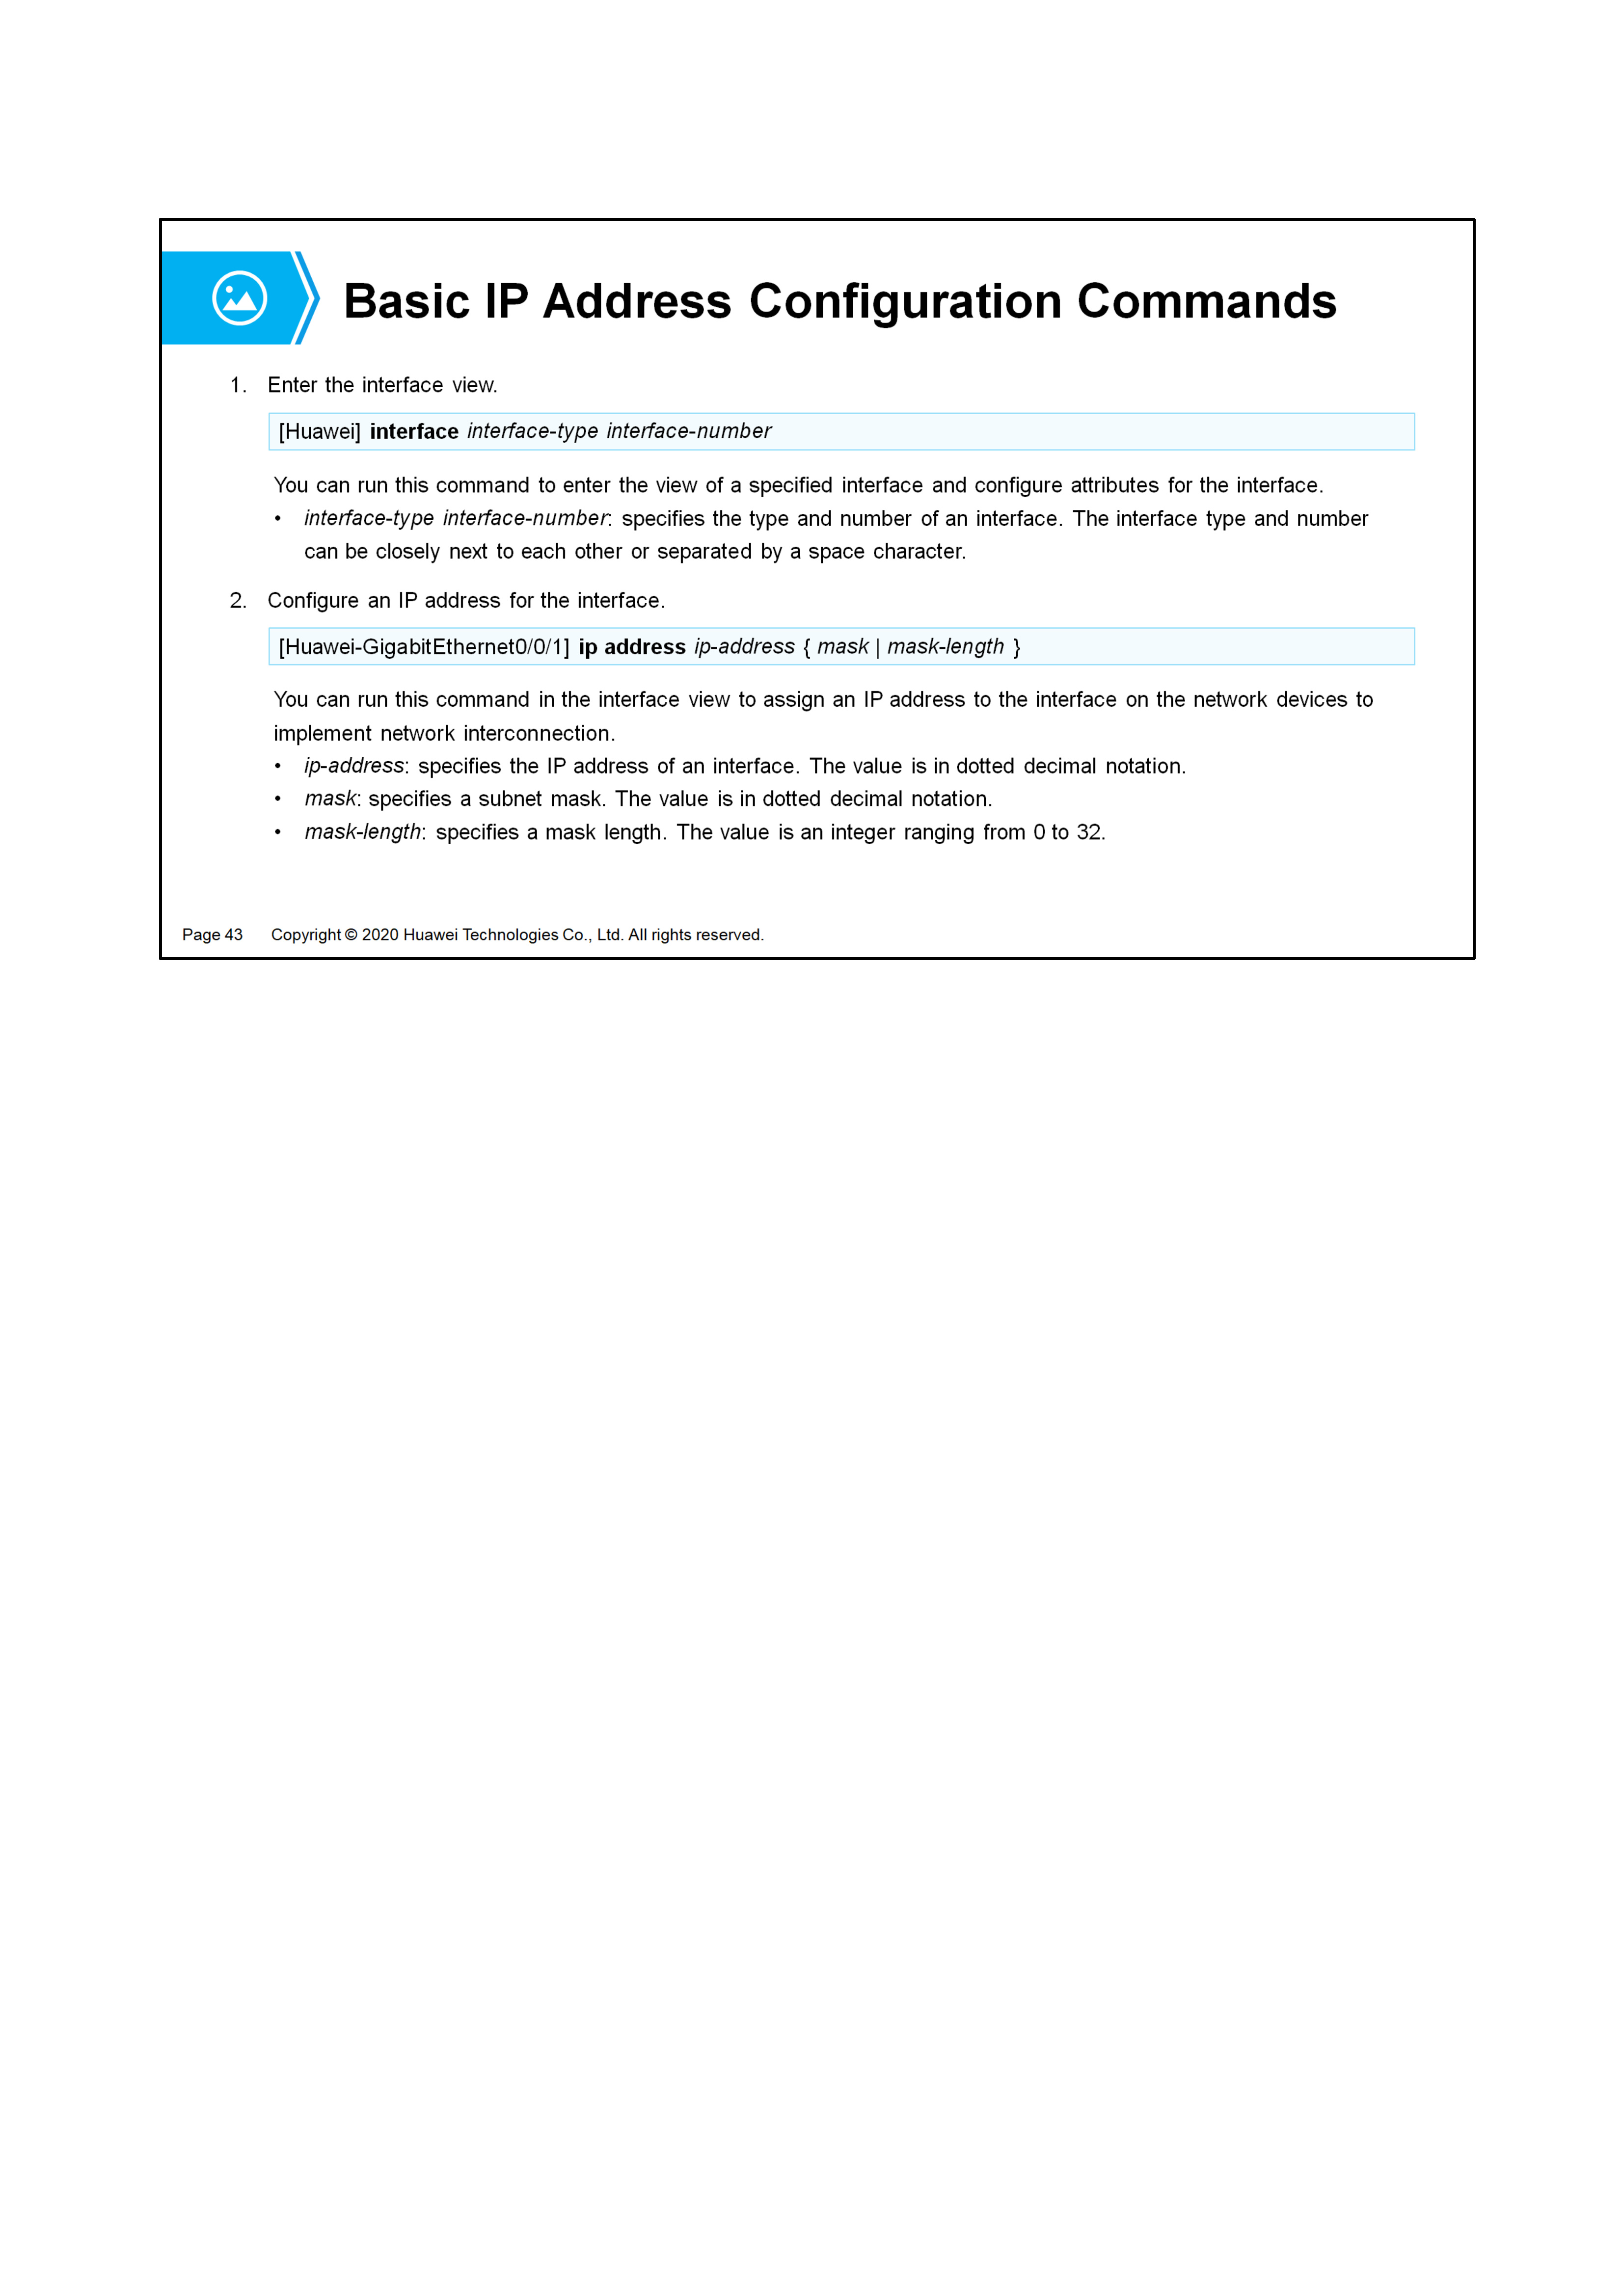 Basic IP Address Configuration Commands
1. Enter the interface view.
[Huawei] interface interface-type interface-number
You can run this command to enter the view of a specified interface and configure attributes for the interface.
• interface-type interface-number: specifies the type and number of an interface. The interface type and number
can be closely next to each other or separated by a space character.
2. Configure an IP address for the interface.
[Huawei-GigabitEthernet0/0/1] ip address ip-address { mask | mask-length }
You can run this command in the interface view to assign an IP address to the interface on the network devices to
implement network interconnection.
• ip-address: specifies the IP address of an interface. The value is in dotted decimal notation.
• mask: specifies a subnet mask. The value is in dotted decimal notation.
• mask-length: specifies a mask length. The value is an integer ranging from 0 to 32.
Page 43 Copyright © 2020 Huawei Technologies Co., Ltd. All rights reserved.